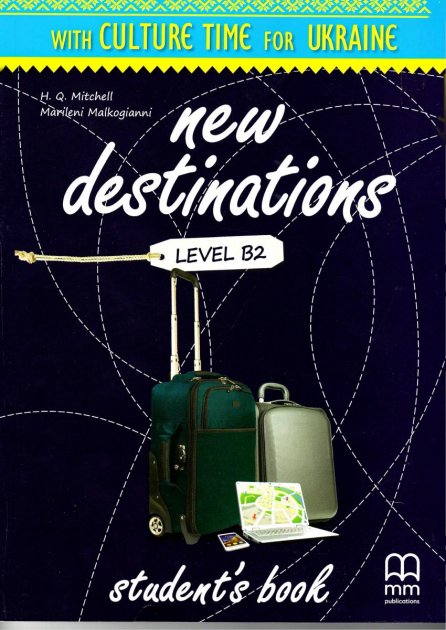 WITH CULTURE TIME FOR UKRAINE
H. Q. Mitchell
Marileni Malkogianni
new
destinations
LEVEL B2
student's book
mm
publications